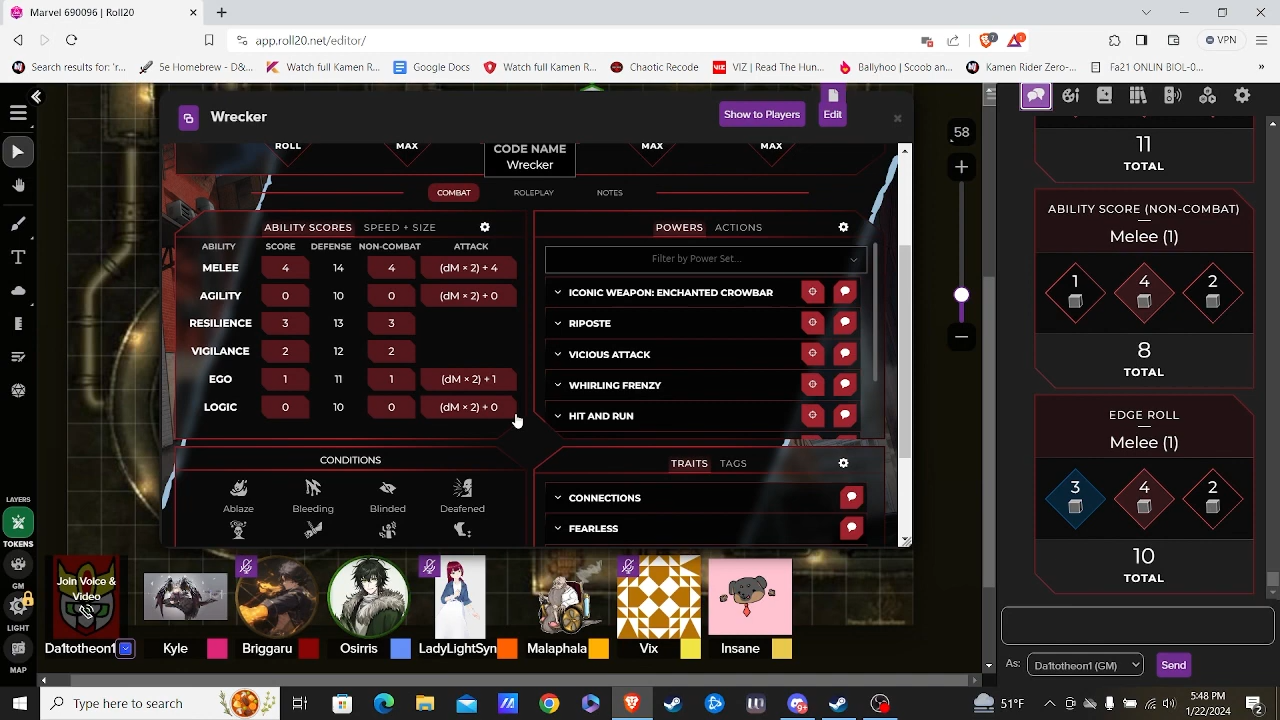 Marvel 690096 | Roll20
app.roll20.net/editor/
VPN
Search results for: 'r...
5e Homebrew - D&...
Watch full Kamen R...
Google Docs
Watch full Kamen R...
Chaotic Recode
VIZ | Read The Hun...
Ballyhoo | Scoob an...
Kamen Rider Zero-...
Fa21 ONLIN BIOL-0...
Wrecker
Show to Players
Edit
ROLL
MAX
CODE NAME
Wrecker
MAX
MAX
COMBAT
ROLEPLAY
NOTES
ABILITY SCORES SPEED + SIZE
ABILITY SCORE DEFENSE NON-COMBAT ATTACK
MELEE 4 14 4 (dM × 2) + 4
AGILITY 0 10 0 (dM × 2) + 0
RESILIENCE 3 13 3
VIGILANCE 2 12 2
EGO 1 11 1 (dM × 2) + 1
LOGIC 0 10 0 (dM × 2) + 0
POWERS ACTIONS
Filter by Power Set...
ICONIC WEAPON: ENCHANTED CROWBAR
RIPOSTE
VICIOUS ATTACK
WHIRLING FRENZY
HIT AND RUN
CONDITIONS
Ablaze
Bleeding
Blinded
Deafened
TRAITS TAGS
CONNECTIONS
FEARLESS
58
LAYERS
TOKENS
GM
LIGHT
MAP
Join Voice &
Video
Da1totheon1
Kyle
Briggaru
Osirris
LadyLightSyn
Malaphala
Vix
Insane
11
TOTAL
ABILITY SCORE (NON-COMBAT)
Melee (1)
1 4 2
8
TOTAL
EDGE ROLL
Melee (1)
3 4 2
10
TOTAL
As:
Da1totheon1 (GM)
Send
Type here to search
99+
51°F
5:48 PM
1/22/2024
2